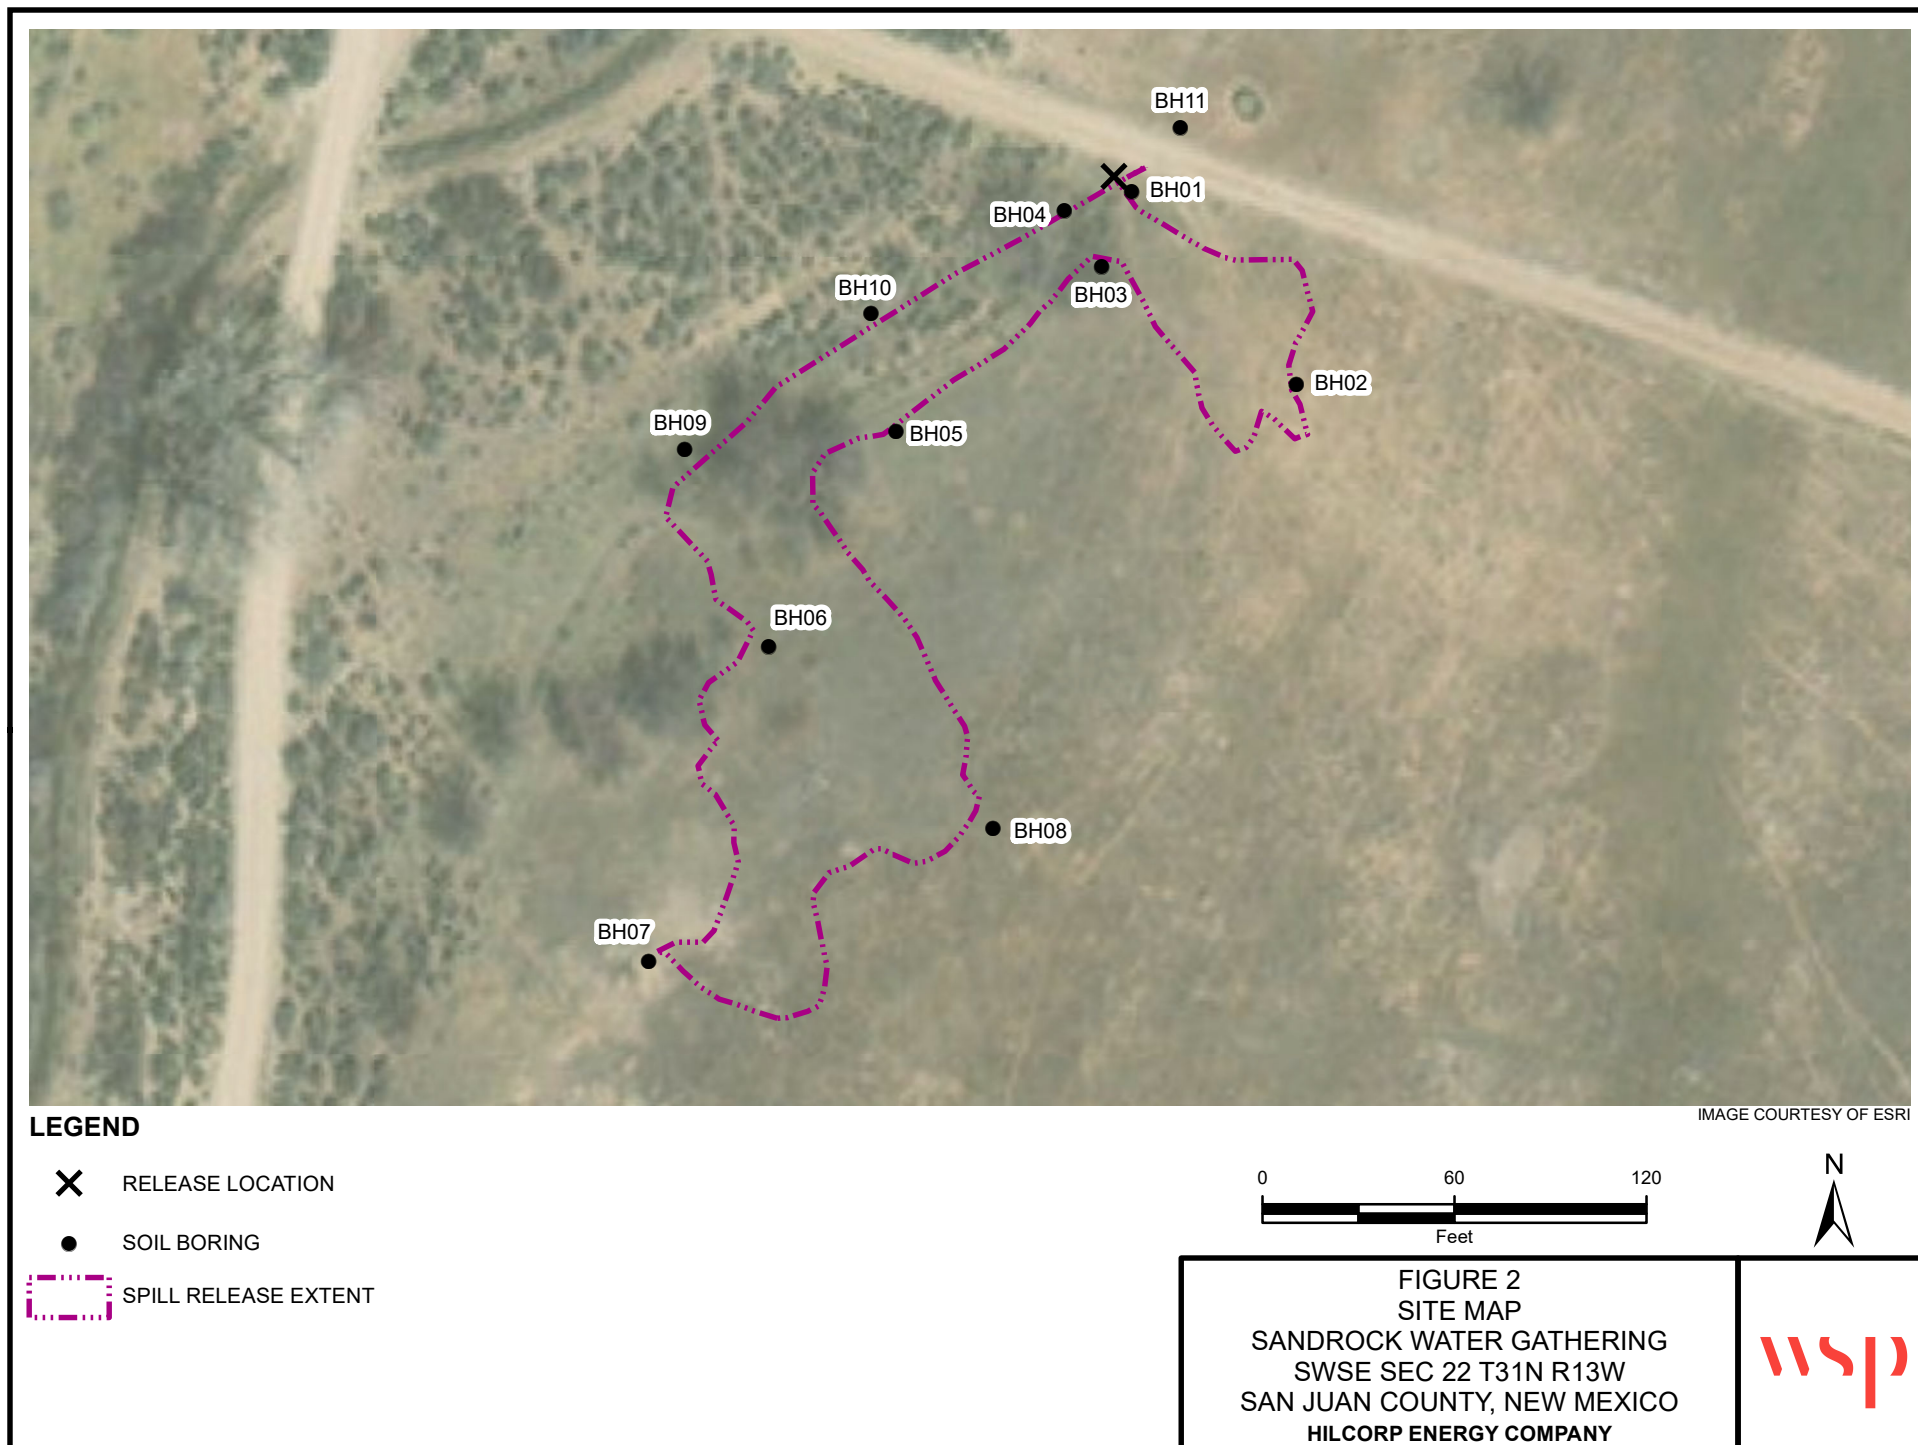 BH11
BH01
BH04
BH03
BH10
BH02
BH09
BH05
BH06
BH08
BH07
IMAGE COURTESY OF ESRI
LEGEND
RELEASE LOCATION
SOIL BORING
SPILL RELEASE EXTENT
0 60 120
Feet
N
FIGURE 2
SITE MAP
SANDROCK WATER GATHERING
SWSE SEC 22 T31N R13W
SAN JUAN COUNTY, NEW MEXICO
HILCORP ENERGY COMPANY
wsp